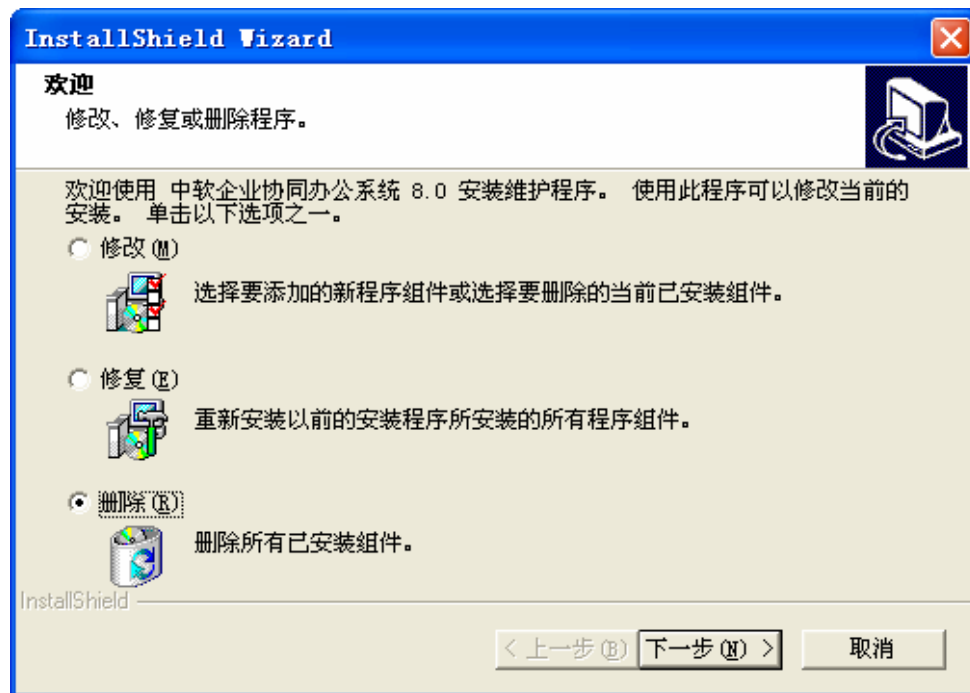 InstallShield Wizard
欢迎
修改、修复或删除程序。
欢迎使用 中软企业协同办公系统 8.0 安装维护程序。 使用此程序可以修改当前的
安装。 单击以下选项之一。
修改(M)
选择要添加的新程序组件或选择要删除的当前已安装组件。
修复(E)
重新安装以前的安装程序所安装的所有程序组件。
删除(R)
删除所有已安装组件。
InstallShield
< 上一步(B) 下一步(N) > 取消